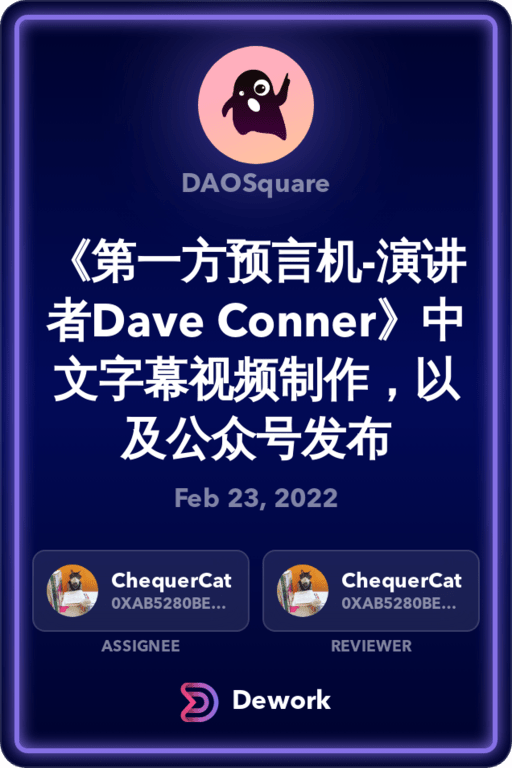 DAOSquare
《第一方预言机-演讲
者Dave Conner》中
文字幕视频制作，以
及公众号发布
Feb 23, 2022
ChequerCat
0XAB5280BE...
ChequerCat
0XAB5280BE...
ASSIGNEE
REVIEWER
Dework